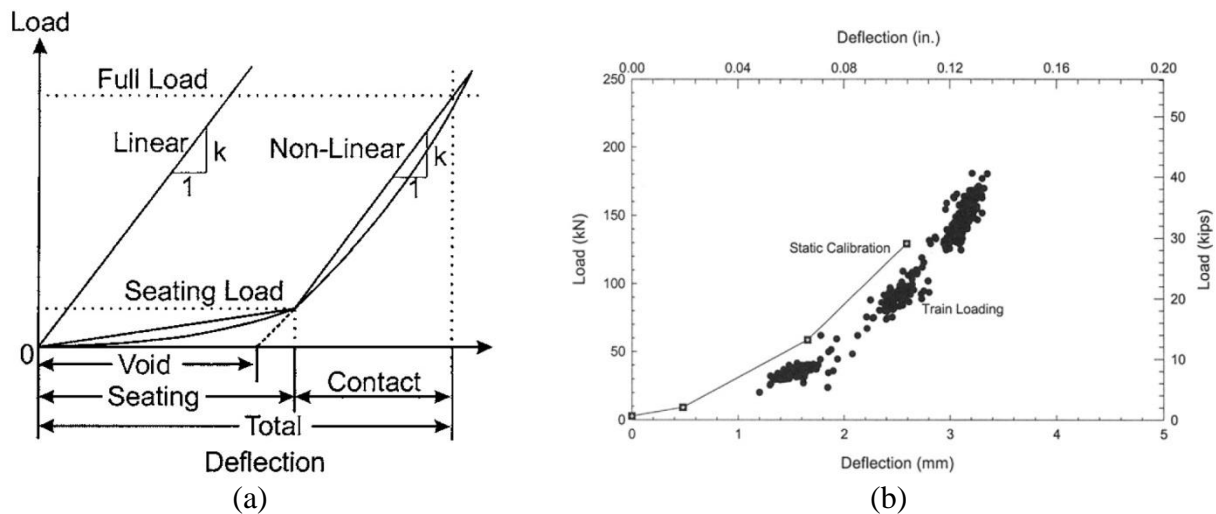 Load
Full Load
Linear
k
1
Non-Linear
k
1
Seating Load
0
Void
Seating
Contact
Total
Deflection
(a)
Deflection (in.)
0.00 0.04 0.08 0.12 0.16 0.20
250
200
150
100
50
0
Load (kN)
50
40
30
20
10
0
Load (kips)
Static Calibration
Train Loading
0 1 2 3 4 5
Deflection (mm)
(b)